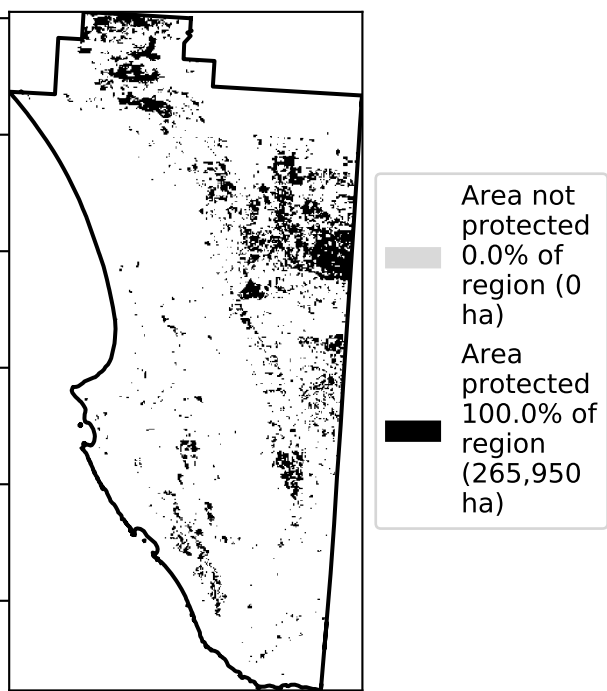 Area not
protected
0.0% of
region (0
ha)
Area
protected
100.0% of
region
(265,950
ha)